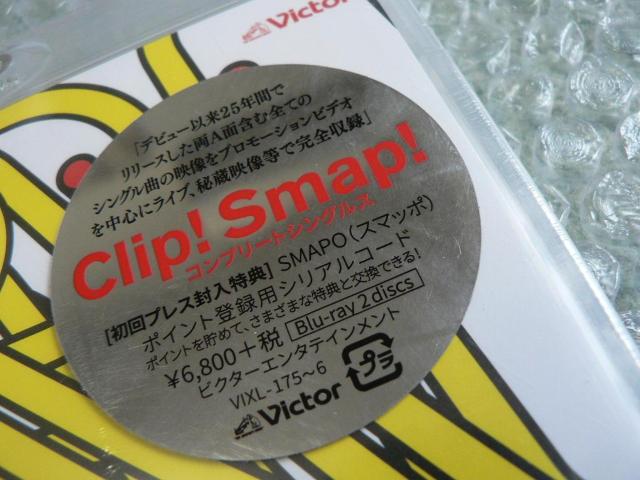 Victor
「デビュー以来25年間で
リリースした両A面含む全ての
シングル曲の映像をプロモーションビデオ
を中心にライブ、秘蔵映像等で完全収録」
Clip! Smap!
コンプリートシングルス
[初回プレス封入特典] SMAPO（スマッポ）
ポイント登録用シリアルコード
ポイントを貯めて、さまざまな特典と交換できる!
¥6,800+税 Blu-ray 2 discs
ビクターエンタテインメント
VIXL-175~6
プラ
Victor